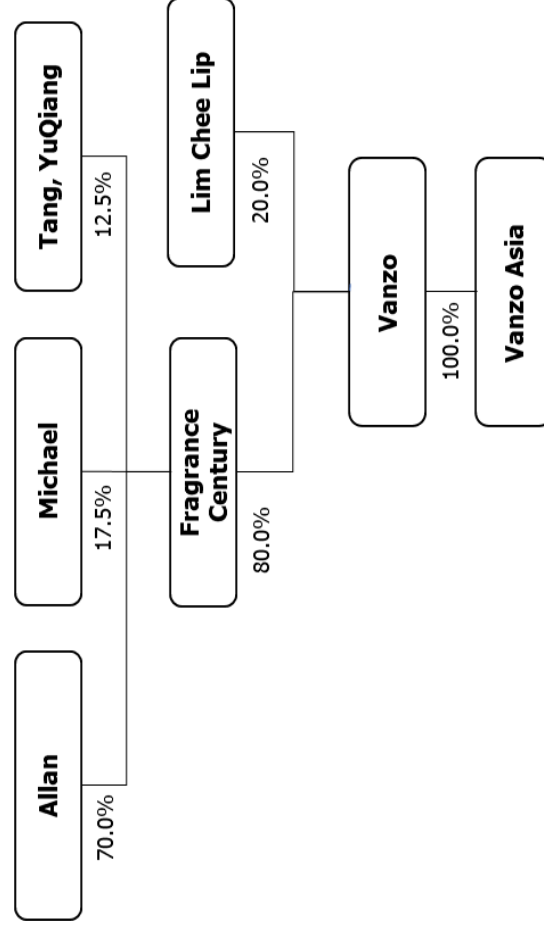 Allan
Michael
Tang, YuQiang
70.0%
17.5%
12.5%
Fragrance
Century
Lim Chee Lip
80.0%
20.0%
Vanzo
100.0%
Vanzo Asia